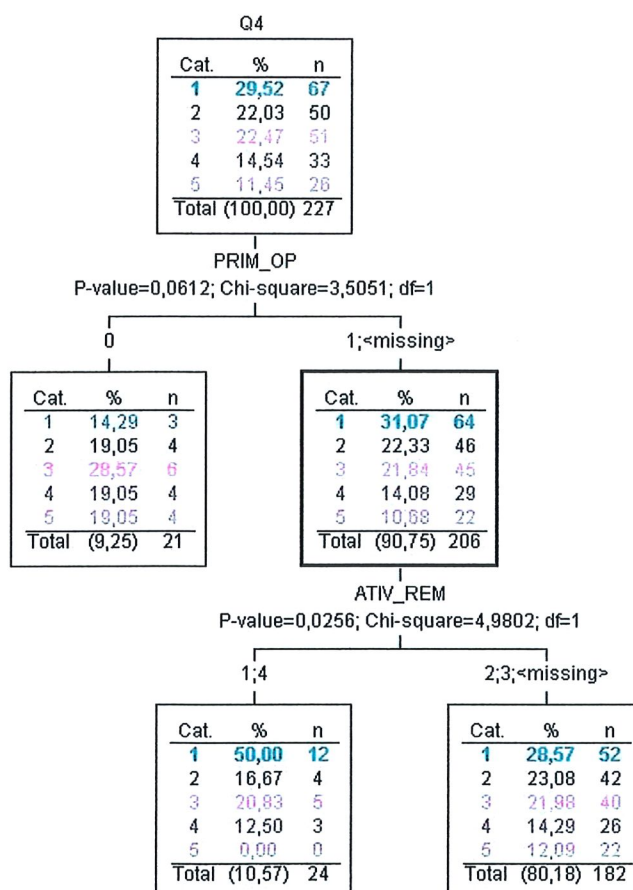 Q4
Cat. % n
1 29,52 67
2 22,03 50
3 22,47 51
4 14,54 33
5 11,45 26
Total (100,00) 227
PRIM_OP
P-value=0,0612; Chi-square=3,5051; df=1
0 1;<missing>
Cat. % n
1 14,29 3
2 19,05 4
3 28,57 6
4 19,05 4
5 19,05 4
Total (9,25) 21
Cat. % n
1 31,07 64
2 22,33 46
3 21,84 45
4 14,08 29
5 10,68 22
Total (90,75) 206
ATIV_REM
P-value=0,0256; Chi-square=4,9802; df=1
1;4 2;3;<missing>
Cat. % n
1 50,00 12
2 16,67 4
3 20,83 5
4 12,50 3
5 0,00 0
Total (10,57) 24
Cat. % n
1 28,57 52
2 23,08 42
3 21,98 40
4 14,29 26
5 12,09 22
Total (80,18) 182